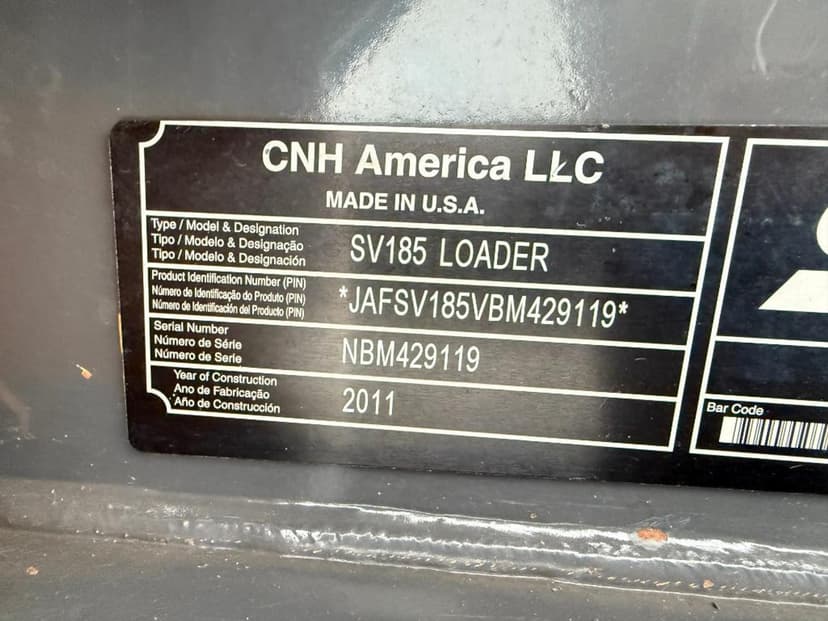 CNH America LLC
MADE IN U.S.A.
Type / Model & Designation
Tipo / Modelo & Designação
Tipo / Modelo & Designación
SV185 LOADER
Product Identification Number (PIN)
Número de Identificação do Produto (PIN)
Número de Identificación del Producto (PIN)
*JAFSV185VBM429119*
Serial Number
Número de Série
Número de Serie
NBM429119
Year of Construction
Ano de Fabricação
Año de Construcción
2011
Bar Code